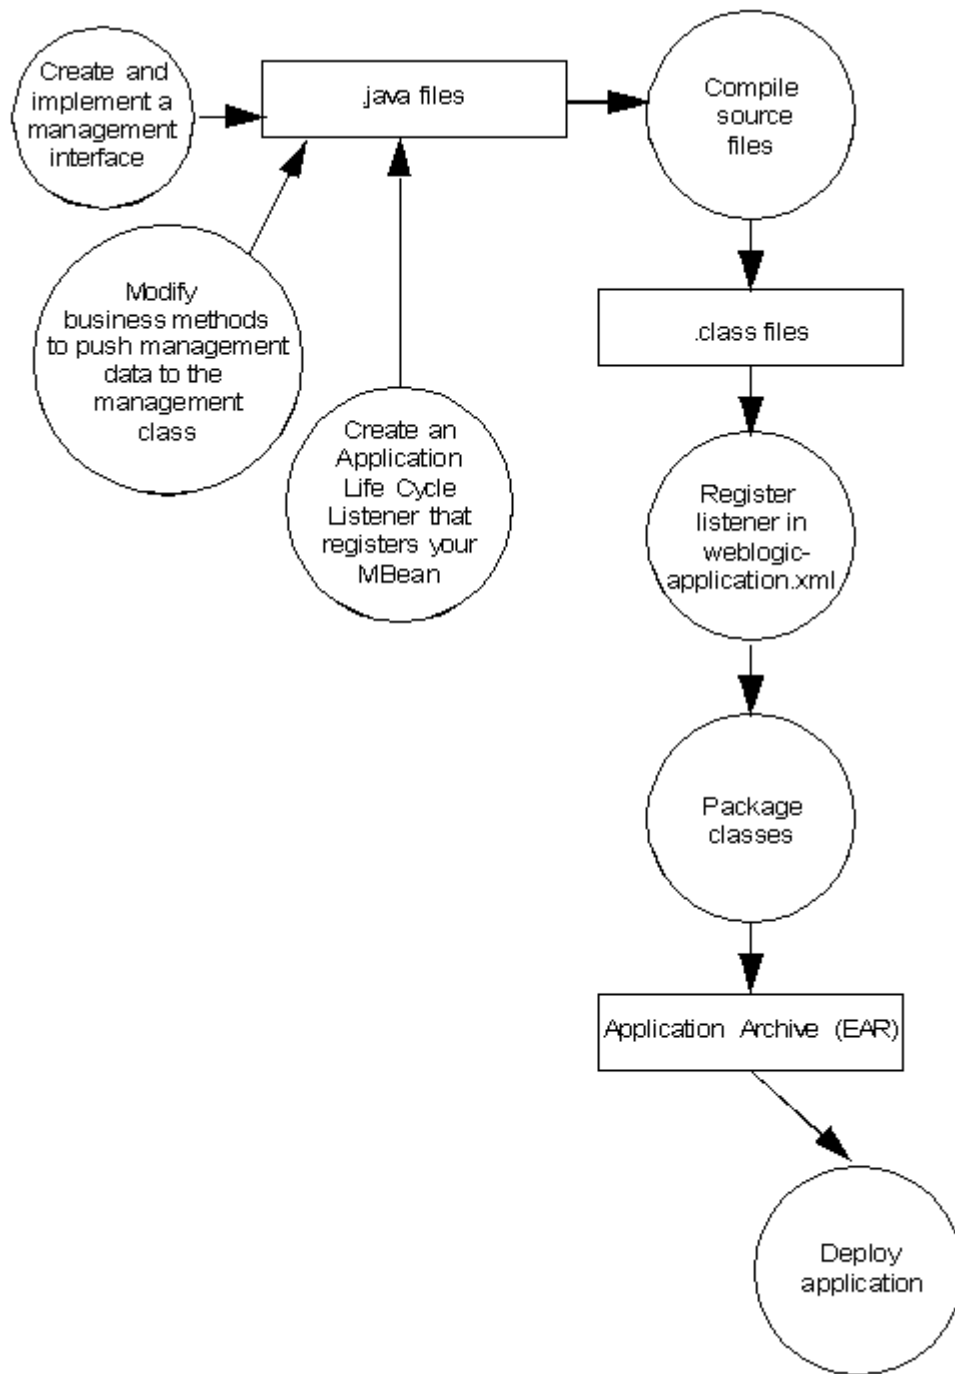 Create and
implement a
management
interface
.java files
Compile
source
files
Modify
business methods
to push management
data to the
management
class
.class files
Create an
Application
Life Cycle
Listener that
registers your
MBean
Register
listener in
weblogic-
application.xml
Package
classes
Application Archive (EAR)
Deploy
application